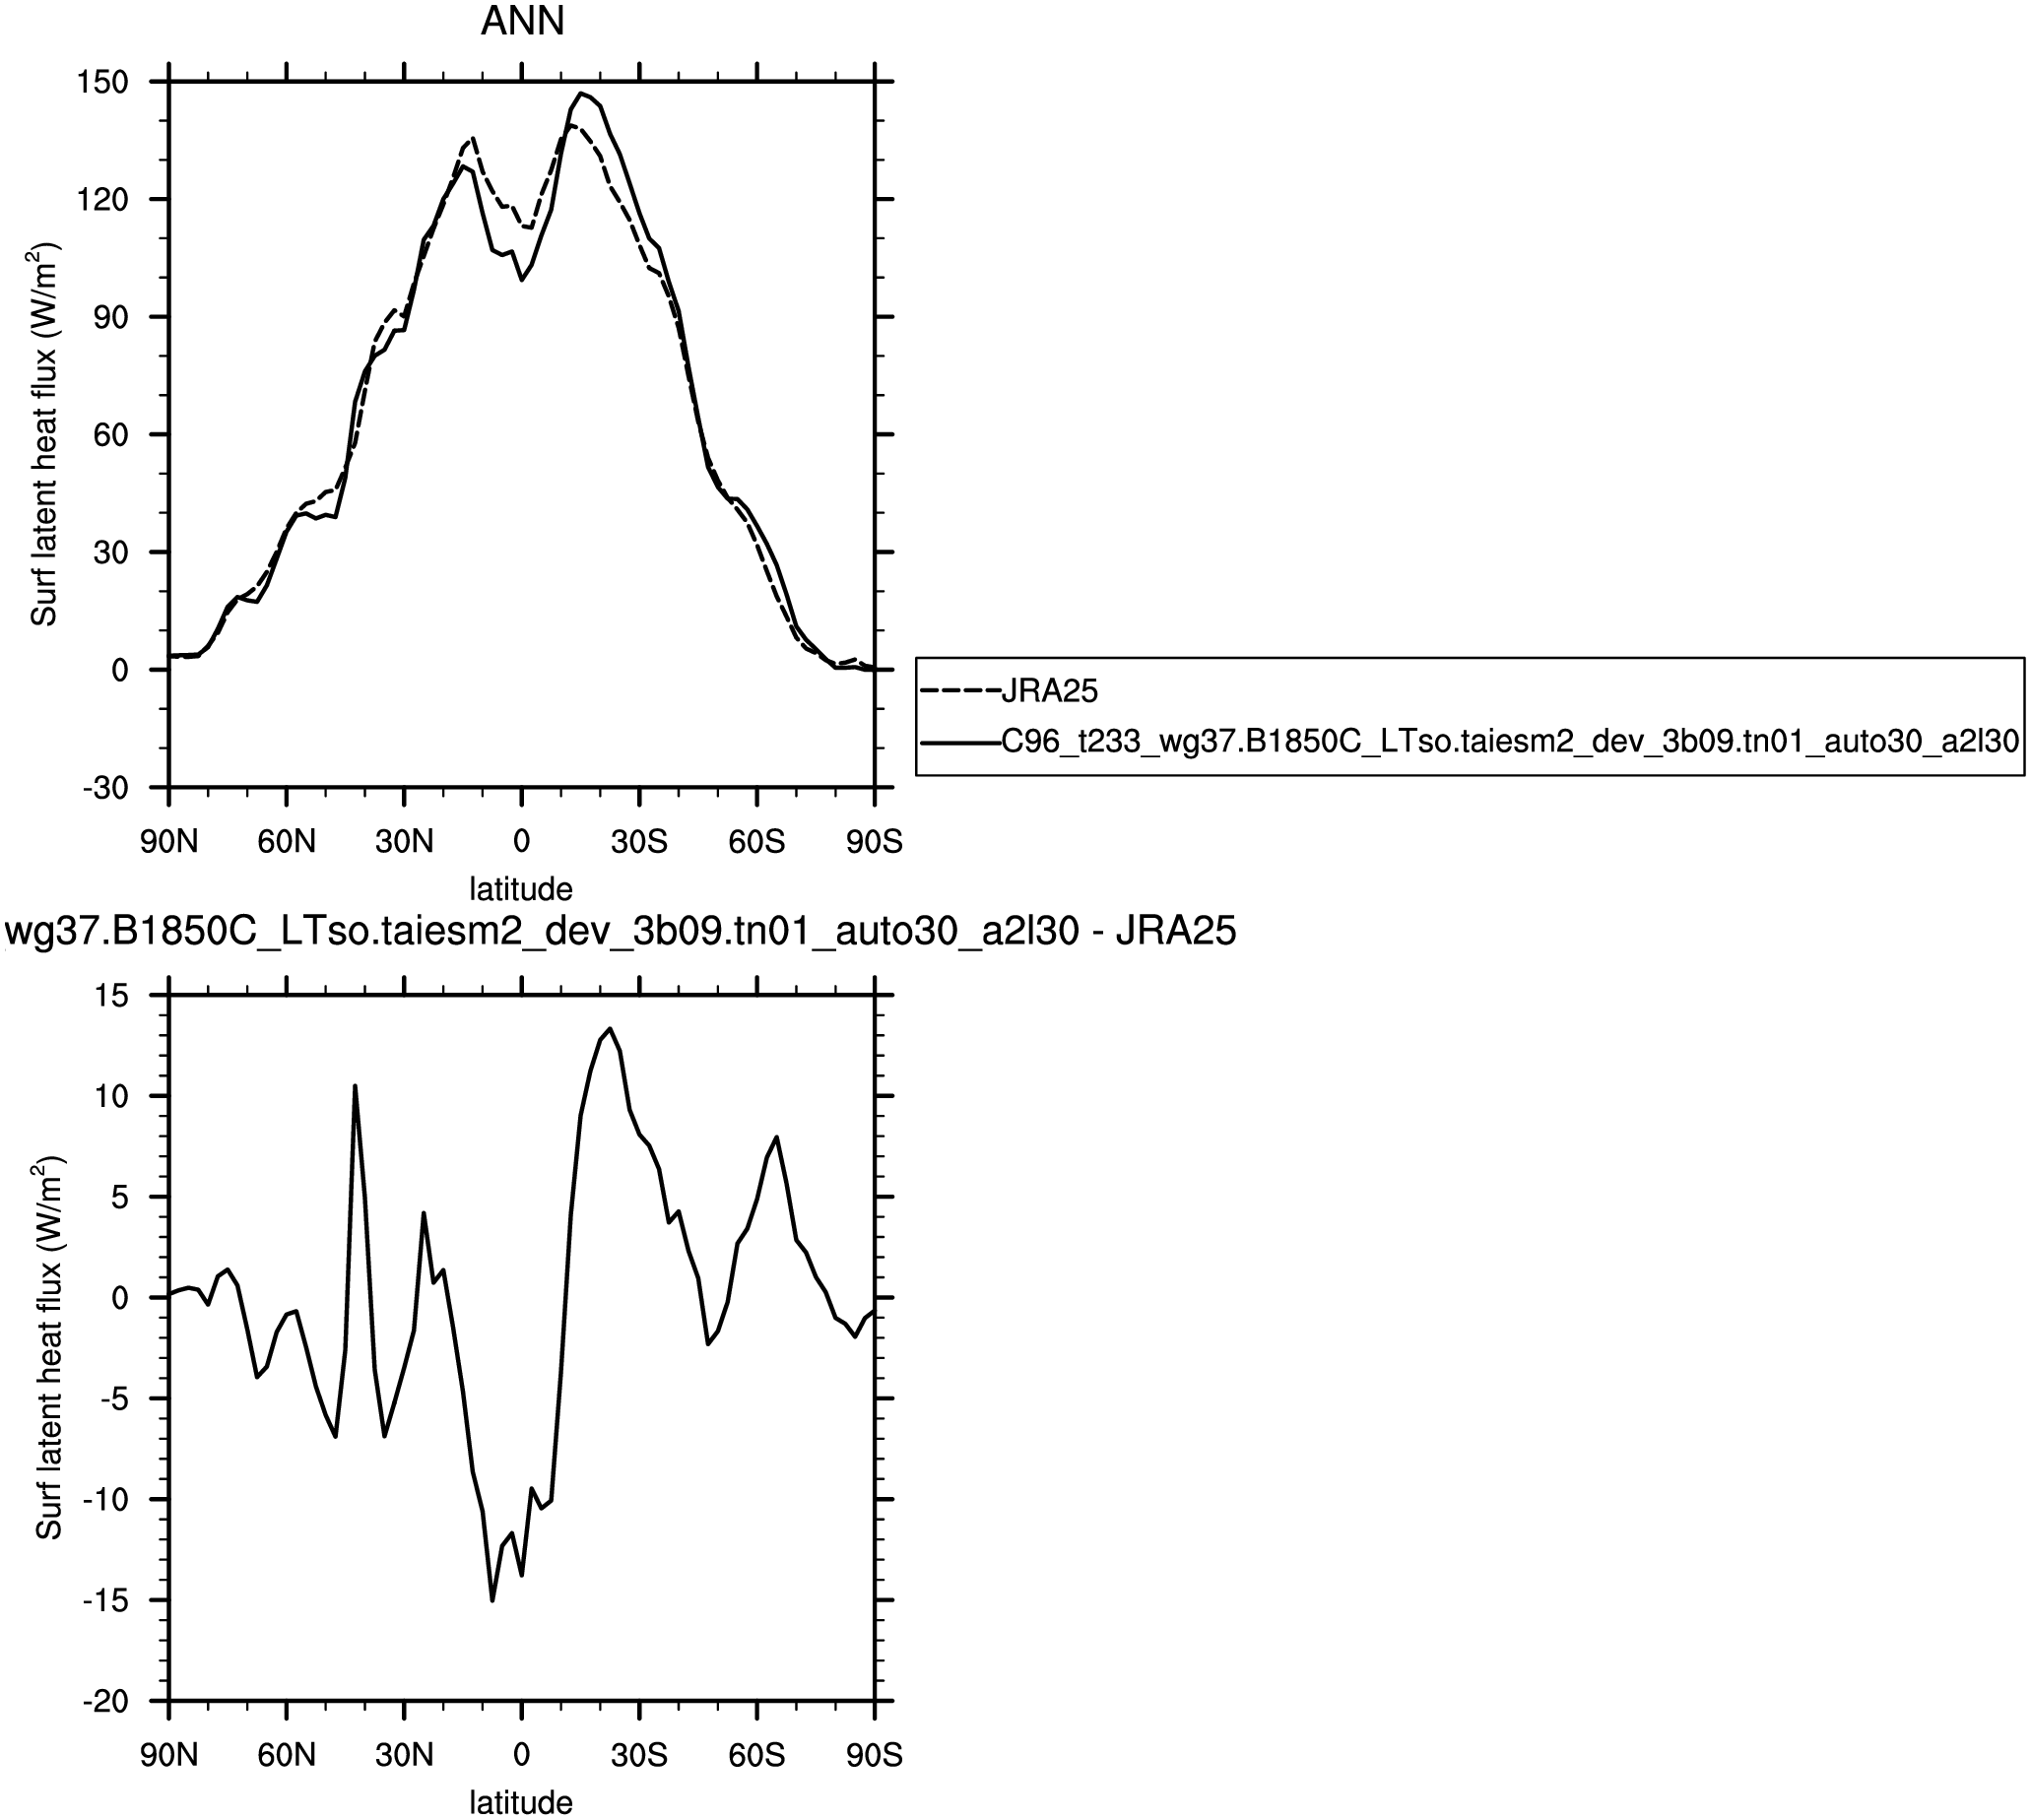 ANN
150
120
90
60
30
0
-30
Surf latent heat flux (W/m²)
90N 60N 30N 0 30S 60S 90S
latitude
JRA25
C96_t233_wg37.B1850C_LTso.taiesm2_dev_3b09.tn01_auto30_a2l30
wg37.B1850C_LTso.taiesm2_dev_3b09.tn01_auto30_a2l30 - JRA25
15
10
5
0
-5
-10
-15
-20
Surf latent heat flux (W/m²)
90N 60N 30N 0 30S 60S 90S
latitude